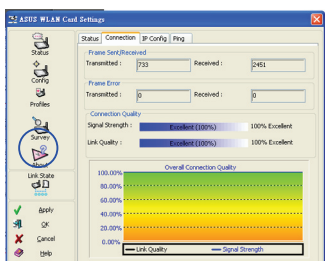 ASUS WLAN Card Settings
Status Connection IP Config Ping
Status
Config
Profiles
Survey
About
Link State
Apply
OK
Cancel
Help
Frame Sent/Received
Transmitted : 733 Received : 2451
Frame Error
Transmitted : 0 Received : 0
Connection Quality
Signal Strength : Excellent (100%) 100% Excellent
Link Quality : Excellent (100%) 100% Excellent
Overall Connection Quality
100.00%
80.00%
60.00%
40.00%
20.00%
0.00%
Link Quality Signal Strength